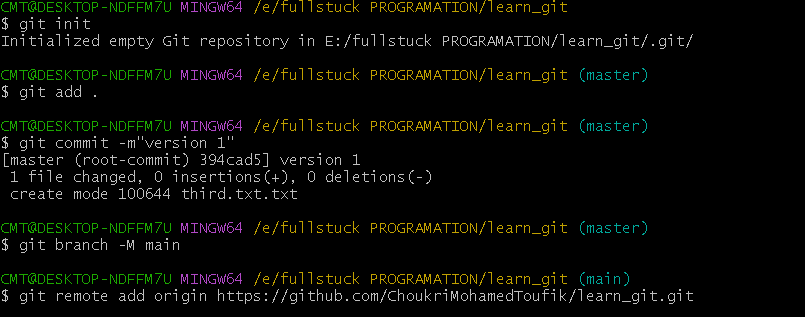 CMT@DESKTOP-NDFFM7U MINGW64 /e/fullstuck PROGRAMATION/learn_git
$ git init
Initialized empty Git repository in E:/fullstuck PROGRAMATION/learn_git/.git/
CMT@DESKTOP-NDFFM7U MINGW64 /e/fullstuck PROGRAMATION/learn_git (master)
$ git add .
CMT@DESKTOP-NDFFM7U MINGW64 /e/fullstuck PROGRAMATION/learn_git (master)
$ git commit -m"version 1"
[master (root-commit) 394cad5] version 1
 1 file changed, 0 insertions(+), 0 deletions(-)
 create mode 100644 third.txt.txt
CMT@DESKTOP-NDFFM7U MINGW64 /e/fullstuck PROGRAMATION/learn_git (master)
$ git branch -M main
CMT@DESKTOP-NDFFM7U MINGW64 /e/fullstuck PROGRAMATION/learn_git (main)
$ git remote add origin https://github.com/ChoukriMohamedToufik/learn_git.git